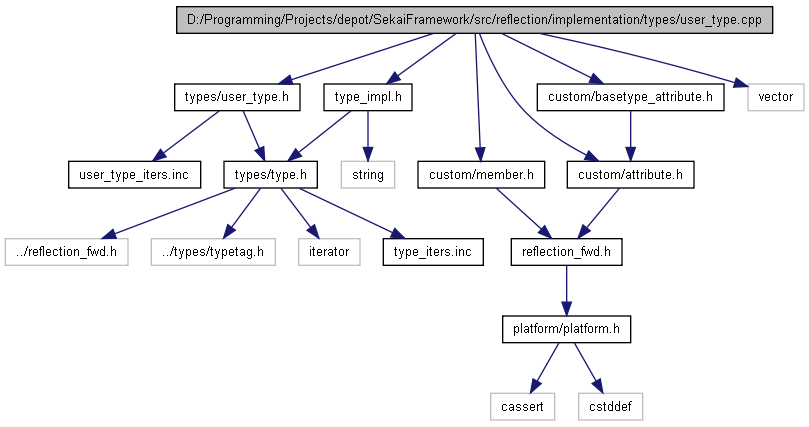 D:/Programming/Projects/depot/SekaiFramework/src/reflection/implementation/types/user_type.cpp
types/user_type.h
type_impl.h
custom/basetype_attribute.h
vector
user_type_iters.inc
types/type.h
string
custom/member.h
custom/attribute.h
../reflection_fwd.h
../types/typetag.h
iterator
type_iters.inc
reflection_fwd.h
platform/platform.h
cassert
cstddef